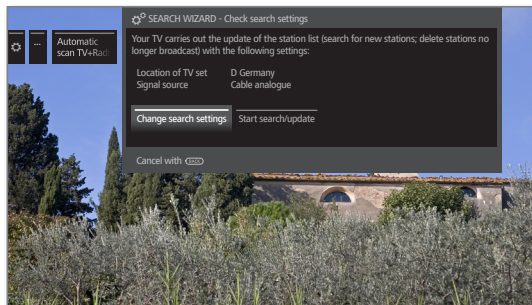 SEARCH WIZARD - Check search settings
...
Automatic
scan TV+Radi
Your TV carries out the update of the station list (search for new stations; delete stations no
longer broadcast) with the following settings:
Location of TV set D Germany
Signal source Cable analogue
Change search settings Start search/update
Cancel with BACK